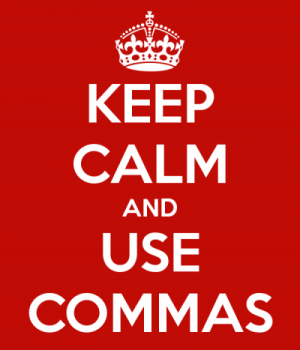 KEEP
CALM
AND
USE
COMMAS